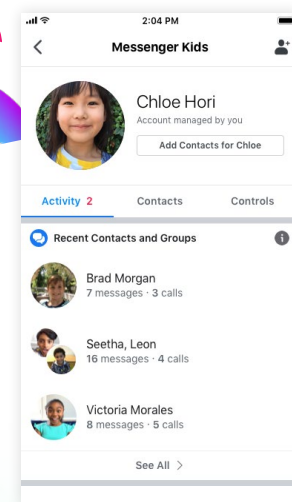 2:04 PM
Messenger Kids
Chloe Hori
Account managed by you
Add Contacts for Chloe
Activity 2 Contacts Controls
Recent Contacts and Groups
Brad Morgan
7 messages · 3 calls
Seetha, Leon
16 messages · 4 calls
Victoria Morales
8 messages · 5 calls
See All >